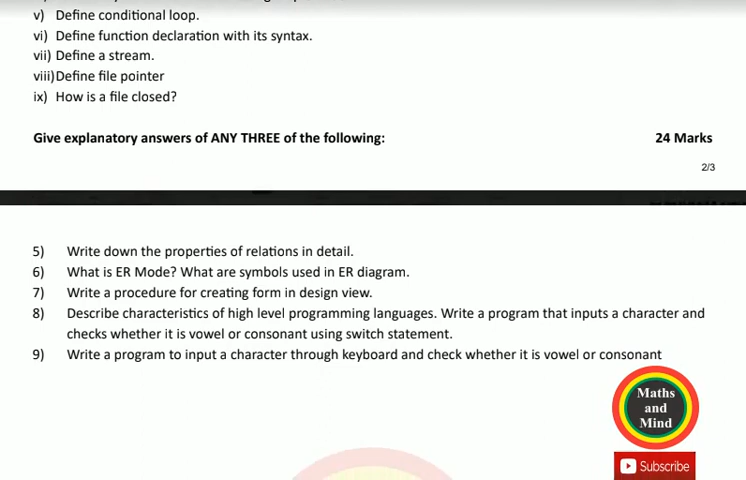 v) Define conditional loop.
vi) Define function declaration with its syntax.
vii) Define a stream.
viii)Define file pointer
ix) How is a file closed?
Give explanatory answers of ANY THREE of the following: 24 Marks
2/3
5) Write down the properties of relations in detail.
6) What is ER Mode? What are symbols used in ER diagram.
7) Write a procedure for creating form in design view.
8) Describe characteristics of high level programming languages. Write a program that inputs a character and
checks whether it is vowel or consonant using switch statement.
9) Write a program to input a character through keyboard and check whether it is vowel or consonant
Maths
and
Mind
Subscribe